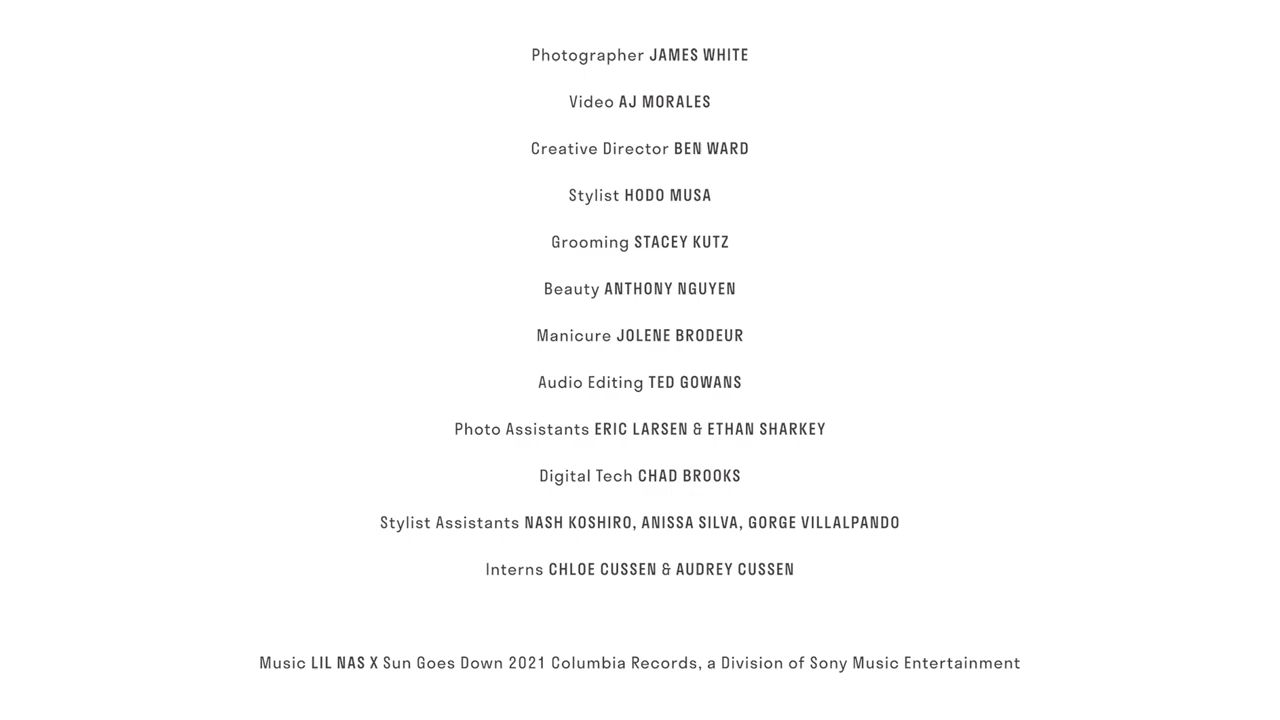 Photographer JAMES WHITE
Video AJ MORALES
Creative Director BEN WARD
Stylist HODO MUSA
Grooming STACEY KUTZ
Beauty ANTHONY NGUYEN
Manicure JOLENE BRODEUR
Audio Editing TED GOWANS
Photo Assistants ERIC LARSEN & ETHAN SHARKEY
Digital Tech CHAD BROOKS
Stylist Assistants NASH KOSHIRO, ANISSA SILVA, GORGE VILLALPANDO
Interns CHLOE CUSSEN & AUDREY CUSSEN
Music LIL NAS X Sun Goes Down 2021 Columbia Records, a Division of Sony Music Entertainment